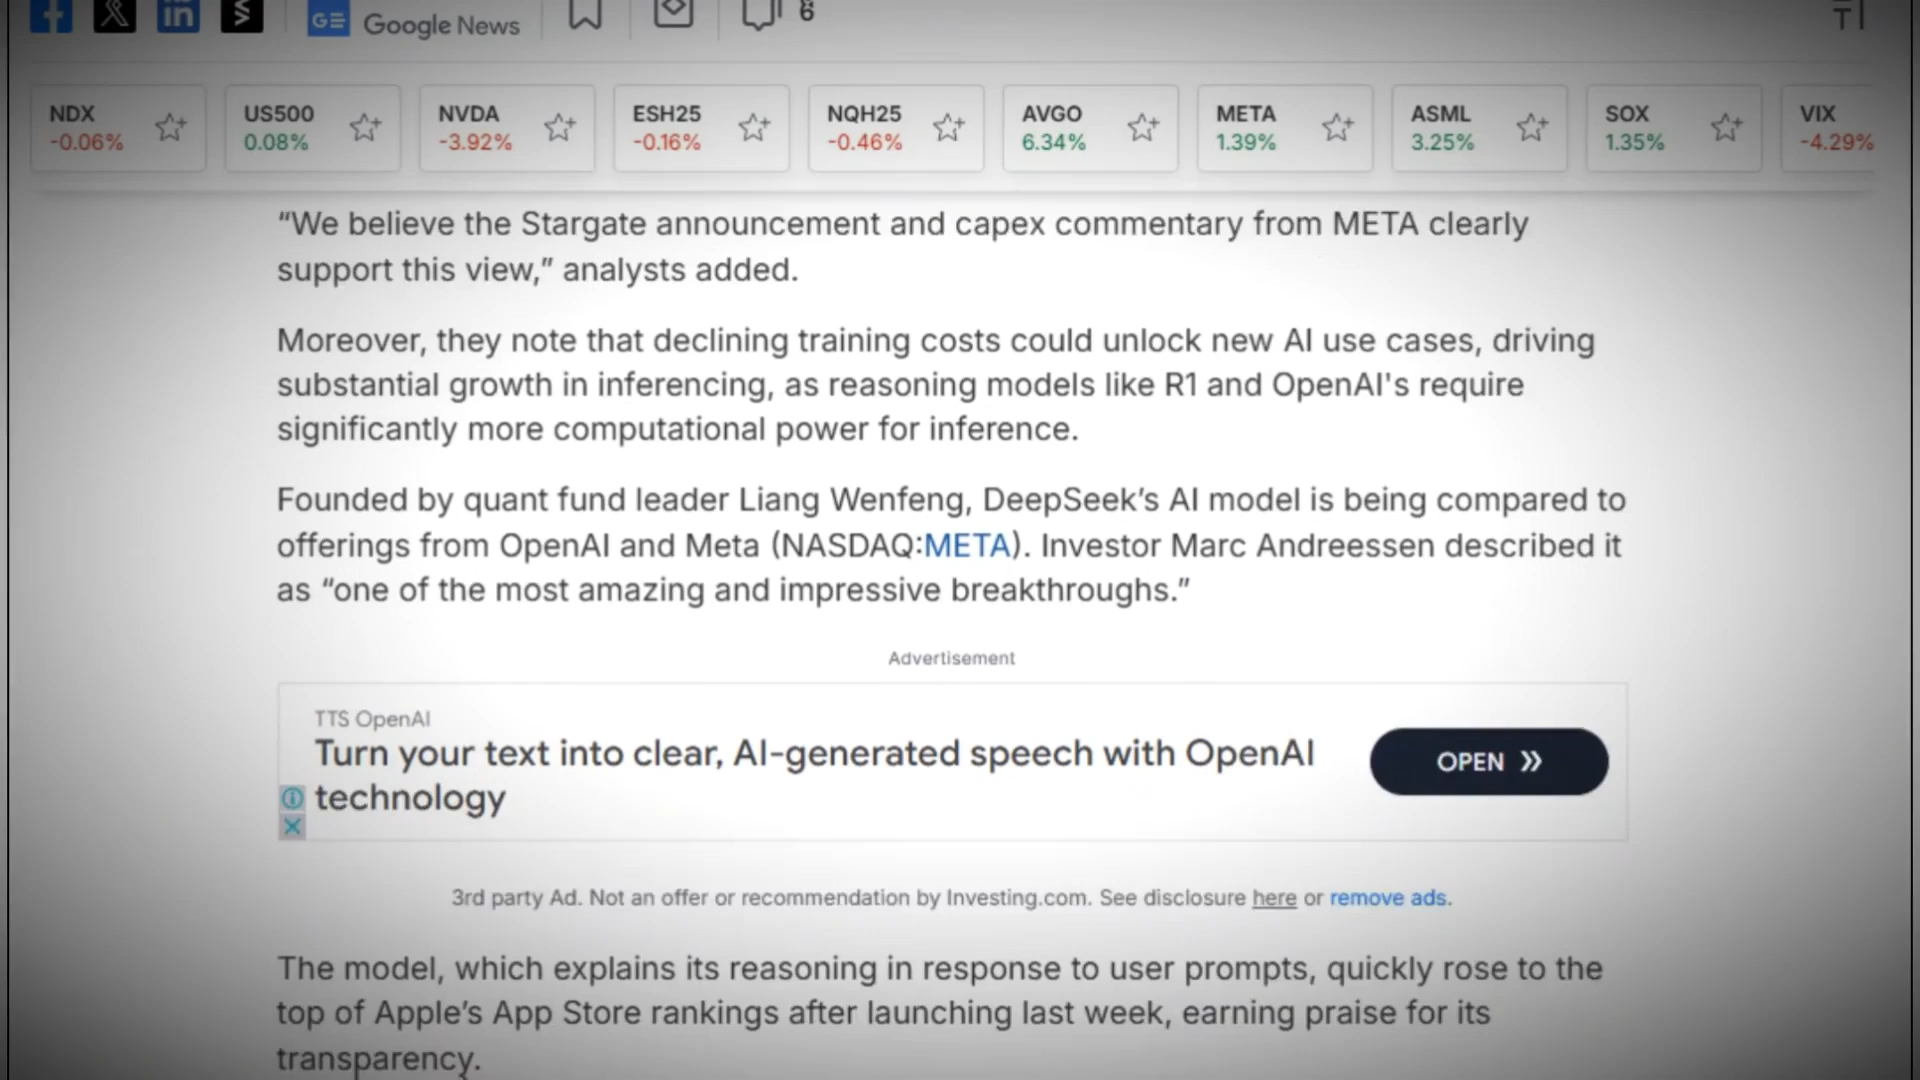 Google News
6
NDX
-0.06%
US500
0.08%
NVDA
-3.92%
ESH25
-0.16%
NQH25
-0.46%
AVGO
6.34%
META
1.39%
ASML
3.25%
SOX
1.35%
VIX
-4.29%
“We believe the Stargate announcement and capex commentary from META clearly
support this view,” analysts added.
Moreover, they note that declining training costs could unlock new AI use cases, driving
substantial growth in inferencing, as reasoning models like R1 and OpenAI's require
significantly more computational power for inference.
Founded by quant fund leader Liang Wenfeng, DeepSeek’s AI model is being compared to
offerings from OpenAI and Meta (NASDAQ:META). Investor Marc Andreessen described it
as “one of the most amazing and impressive breakthroughs.”
Advertisement
TTS OpenAI
Turn your text into clear, AI-generated speech with OpenAI
technology
OPEN »
3rd party Ad. Not an offer or recommendation by Investing.com. See disclosure here or remove ads.
The model, which explains its reasoning in response to user prompts, quickly rose to the
top of Apple’s App Store rankings after launching last week, earning praise for its
transparency.